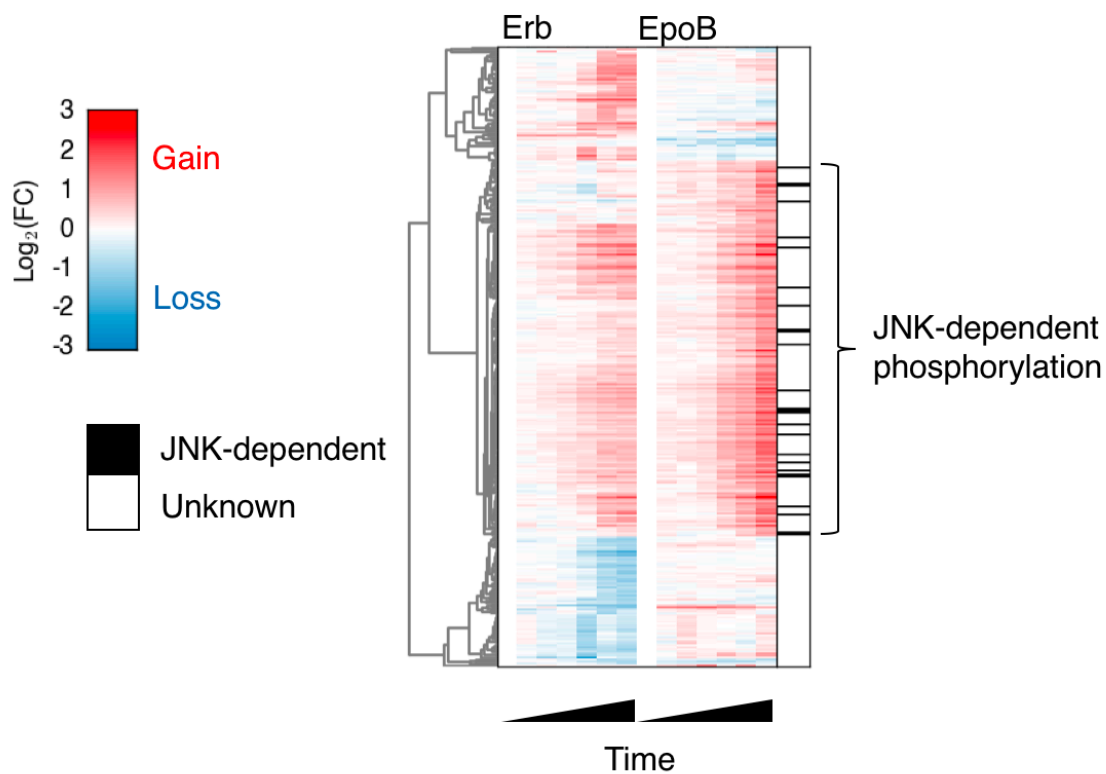 Erb
EpoB
3
2
1
0
-1
-2
-3
Log₂(FC)
Gain
Loss
JNK-dependent
Unknown
JNK-dependent
phosphorylation
Time